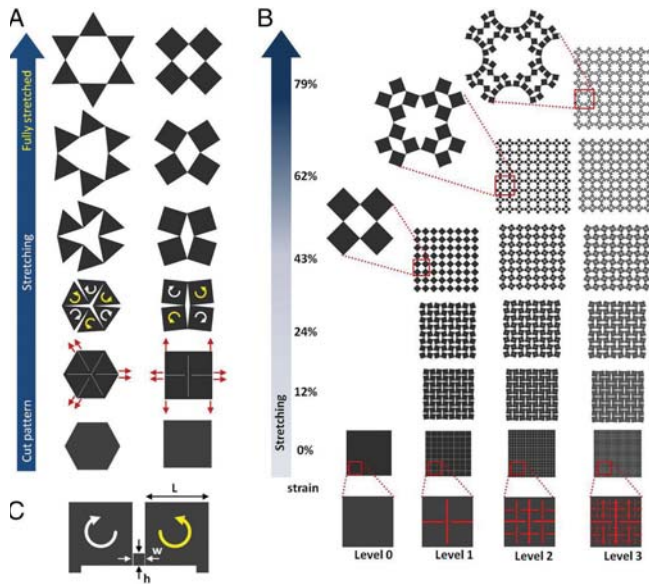 A
B
Fully stretched
Stretching
Cut pattern
79%
62%
43%
24%
12%
0%
strain
Stretching
Level 0
Level 1
Level 2
Level 3
C
L
w
h